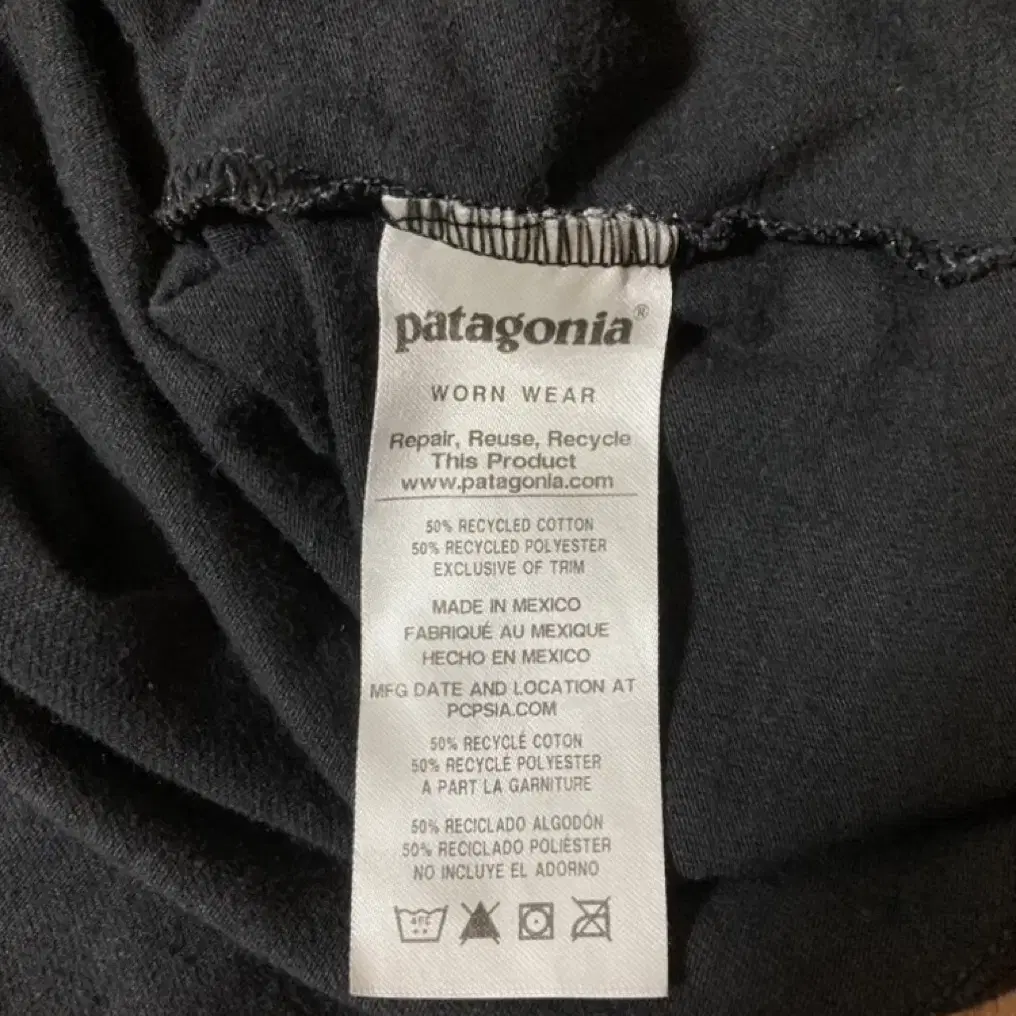 patagonia®
WORN WEAR
Repair, Reuse, Recycle
This Product
www.patagonia.com
50% RECYCLED COTTON
50% RECYCLED POLYESTER
EXCLUSIVE OF TRIM
MADE IN MEXICO
FABRIQUÉ AU MEXIQUE
HECHO EN MEXICO
MFG DATE AND LOCATION AT
PCPSIA.COM
50% RECYCLÉ COTON
50% RECYCLÉ POLYESTER
A PART LA GARNITURE
50% RECICLADO ALGODÓN
50% RECICLADO POLIÉSTER
NO INCLUYE EL ADORNO